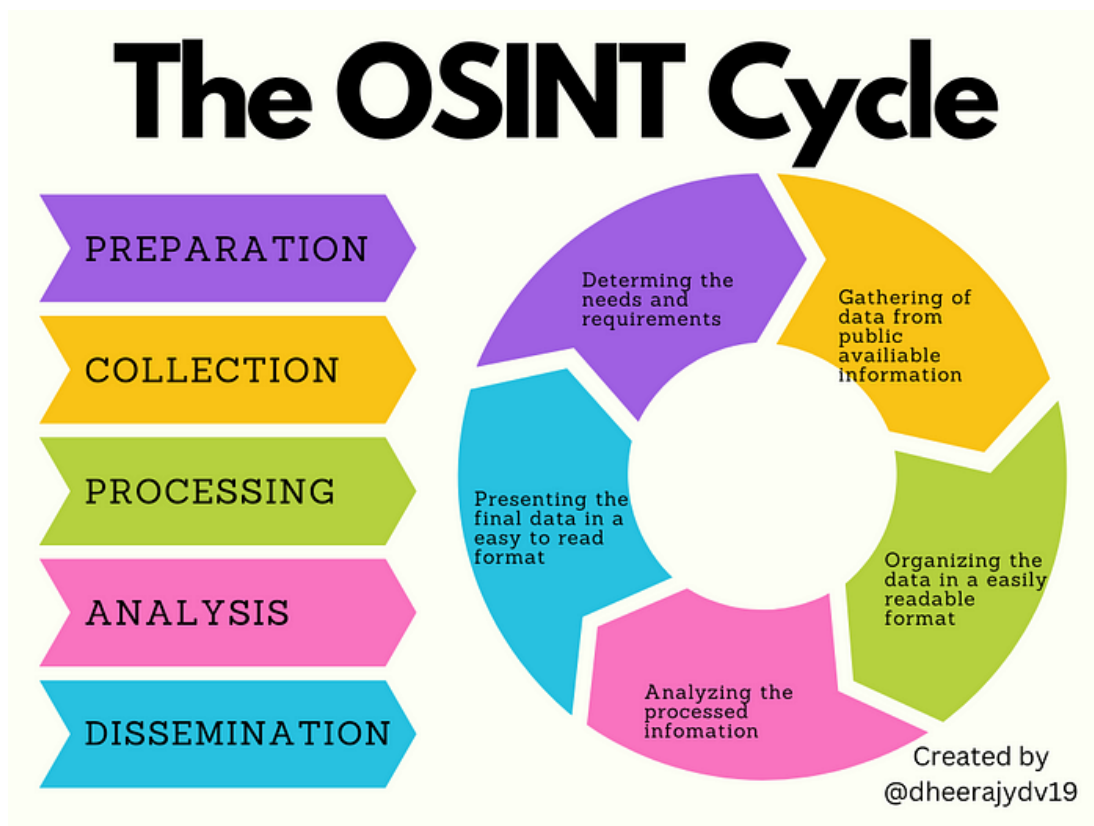 The OSINT Cycle
PREPARATION
COLLECTION
PROCESSING
ANALYSIS
DISSEMINATION
Determing the
needs and
requirements
Gathering of
data from
public
availiable
information
Organizing the
data in a easily
readable
format
Analyzing the
processed
infomation
Presenting the
final data in a
easy to read
format
Created by
@dheerajydv19